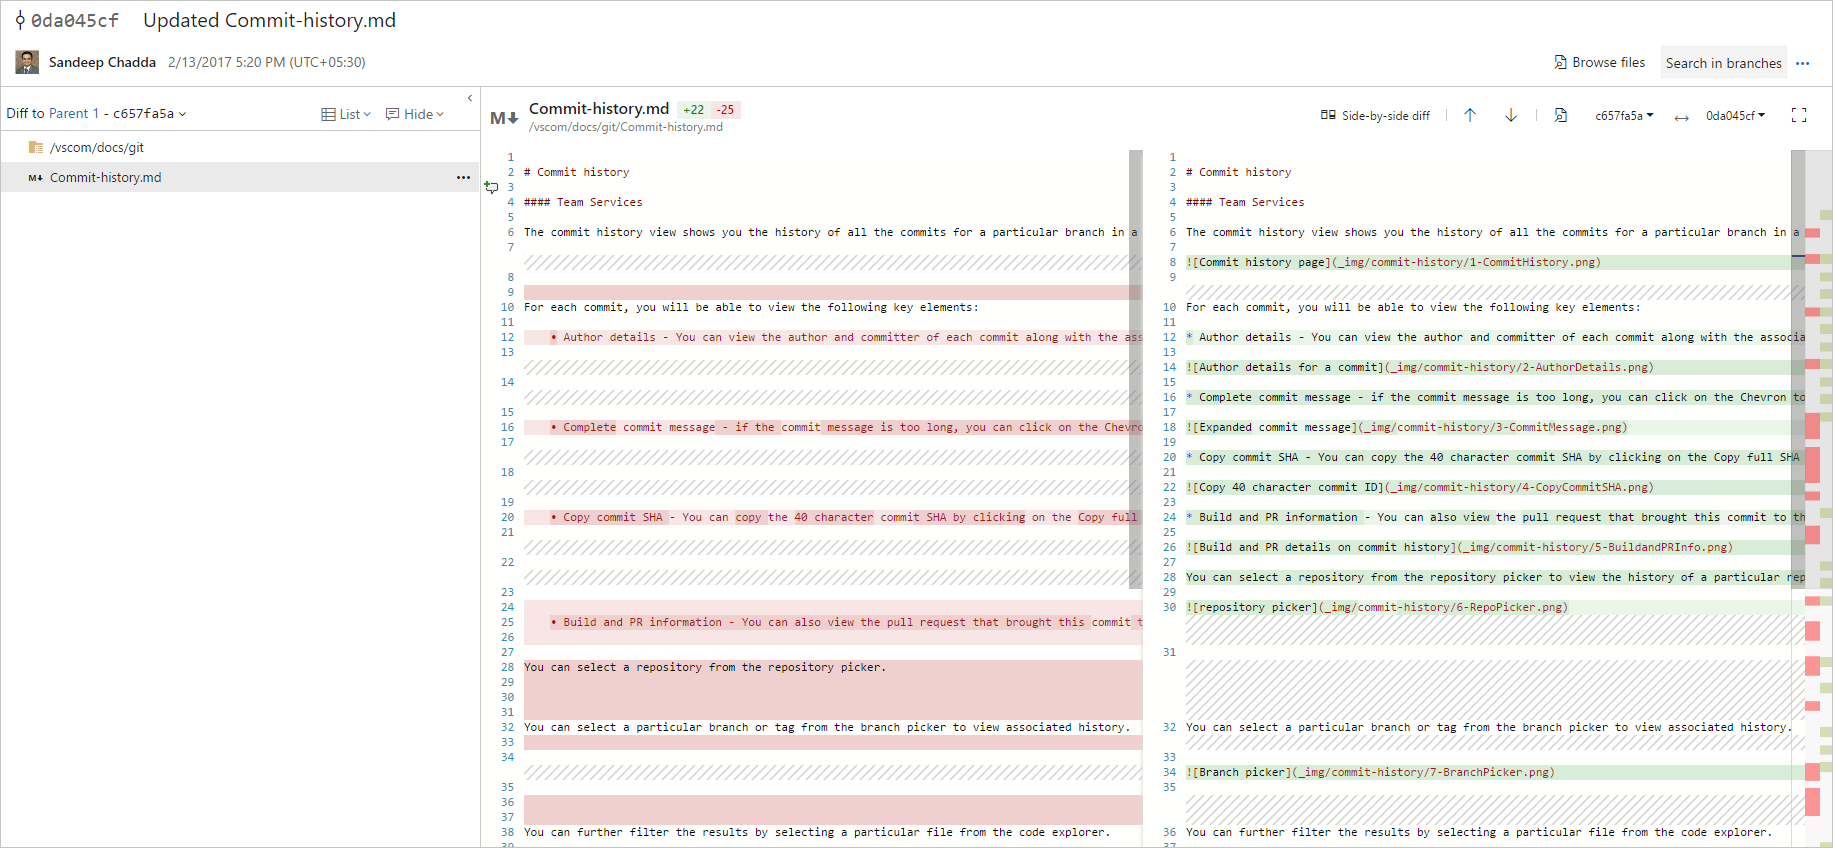 0da045cf Updated Commit-history.md
Sandeep Chadda 2/13/2017 5:20 PM (UTC+05:30)
Browse files Search in branches ...
Diff to Parent 1 - c657fa5a
List Hide
/vscom/docs/git
M↓ Commit-history.md ...
M↓ Commit-history.md +22 -25
/vscom/docs/git/Commit-history.md
Side-by-side diff c657fa5a ↔ 0da045cf
1
2 # Commit history
3
4 #### Team Services
5
6 The commit history view shows you the history of all the commits for a particular branch in a
7
8
9
10 For each commit, you will be able to view the following key elements:
11
12 • Author details - You can view the author and committer of each commit along with the ass
13
14
15
16 • Complete commit message - if the commit message is too long, you can click on the Chevro
17
18
19
20 • Copy commit SHA - You can copy the 40 character commit SHA by clicking on the Copy full
21
22
23
24
25 • Build and PR information - You can also view the pull request that brought this commit t
26
27
28 You can select a repository from the repository picker.
29
30
31
32 You can select a particular branch or tag from the branch picker to view associated history.
33
34
35
36
37
38 You can further filter the results by selecting a particular file from the code explorer.
39
1
2 # Commit history
3
4 #### Team Services
5
6 The commit history view shows you the history of all the commits for a particular branch in a
7
8 ![Commit history page](_img/commit-history/1-CommitHistory.png)
9
10 For each commit, you will be able to view the following key elements:
11
12 * Author details - You can view the author and committer of each commit along with the associa
13
14 ![Author details for a commit](_img/commit-history/2-AuthorDetails.png)
15
16 * Complete commit message - if the commit message is too long, you can click on the Chevron to
17
18 ![Expanded commit message](_img/commit-history/3-CommitMessage.png)
19
20 * Copy commit SHA - You can copy the 40 character commit SHA by clicking on the Copy full SHA
21
22 ![Copy 40 character commit ID](_img/commit-history/4-CopyCommitSHA.png)
23
24 * Build and PR information - You can also view the pull request that brought this commit to th
25
26 ![Build and PR details on commit history](_img/commit-history/5-BuildandPRInfo.png)
27
28 You can select a repository from the repository picker to view the history of a particular rep
29
30 ![repository picker](_img/commit-history/6-RepoPicker.png)
31
32 You can select a particular branch or tag from the branch picker to view associated history.
33
34 ![Branch picker](_img/commit-history/7-BranchPicker.png)
35
36 You can further filter the results by selecting a particular file from the code explorer.
37